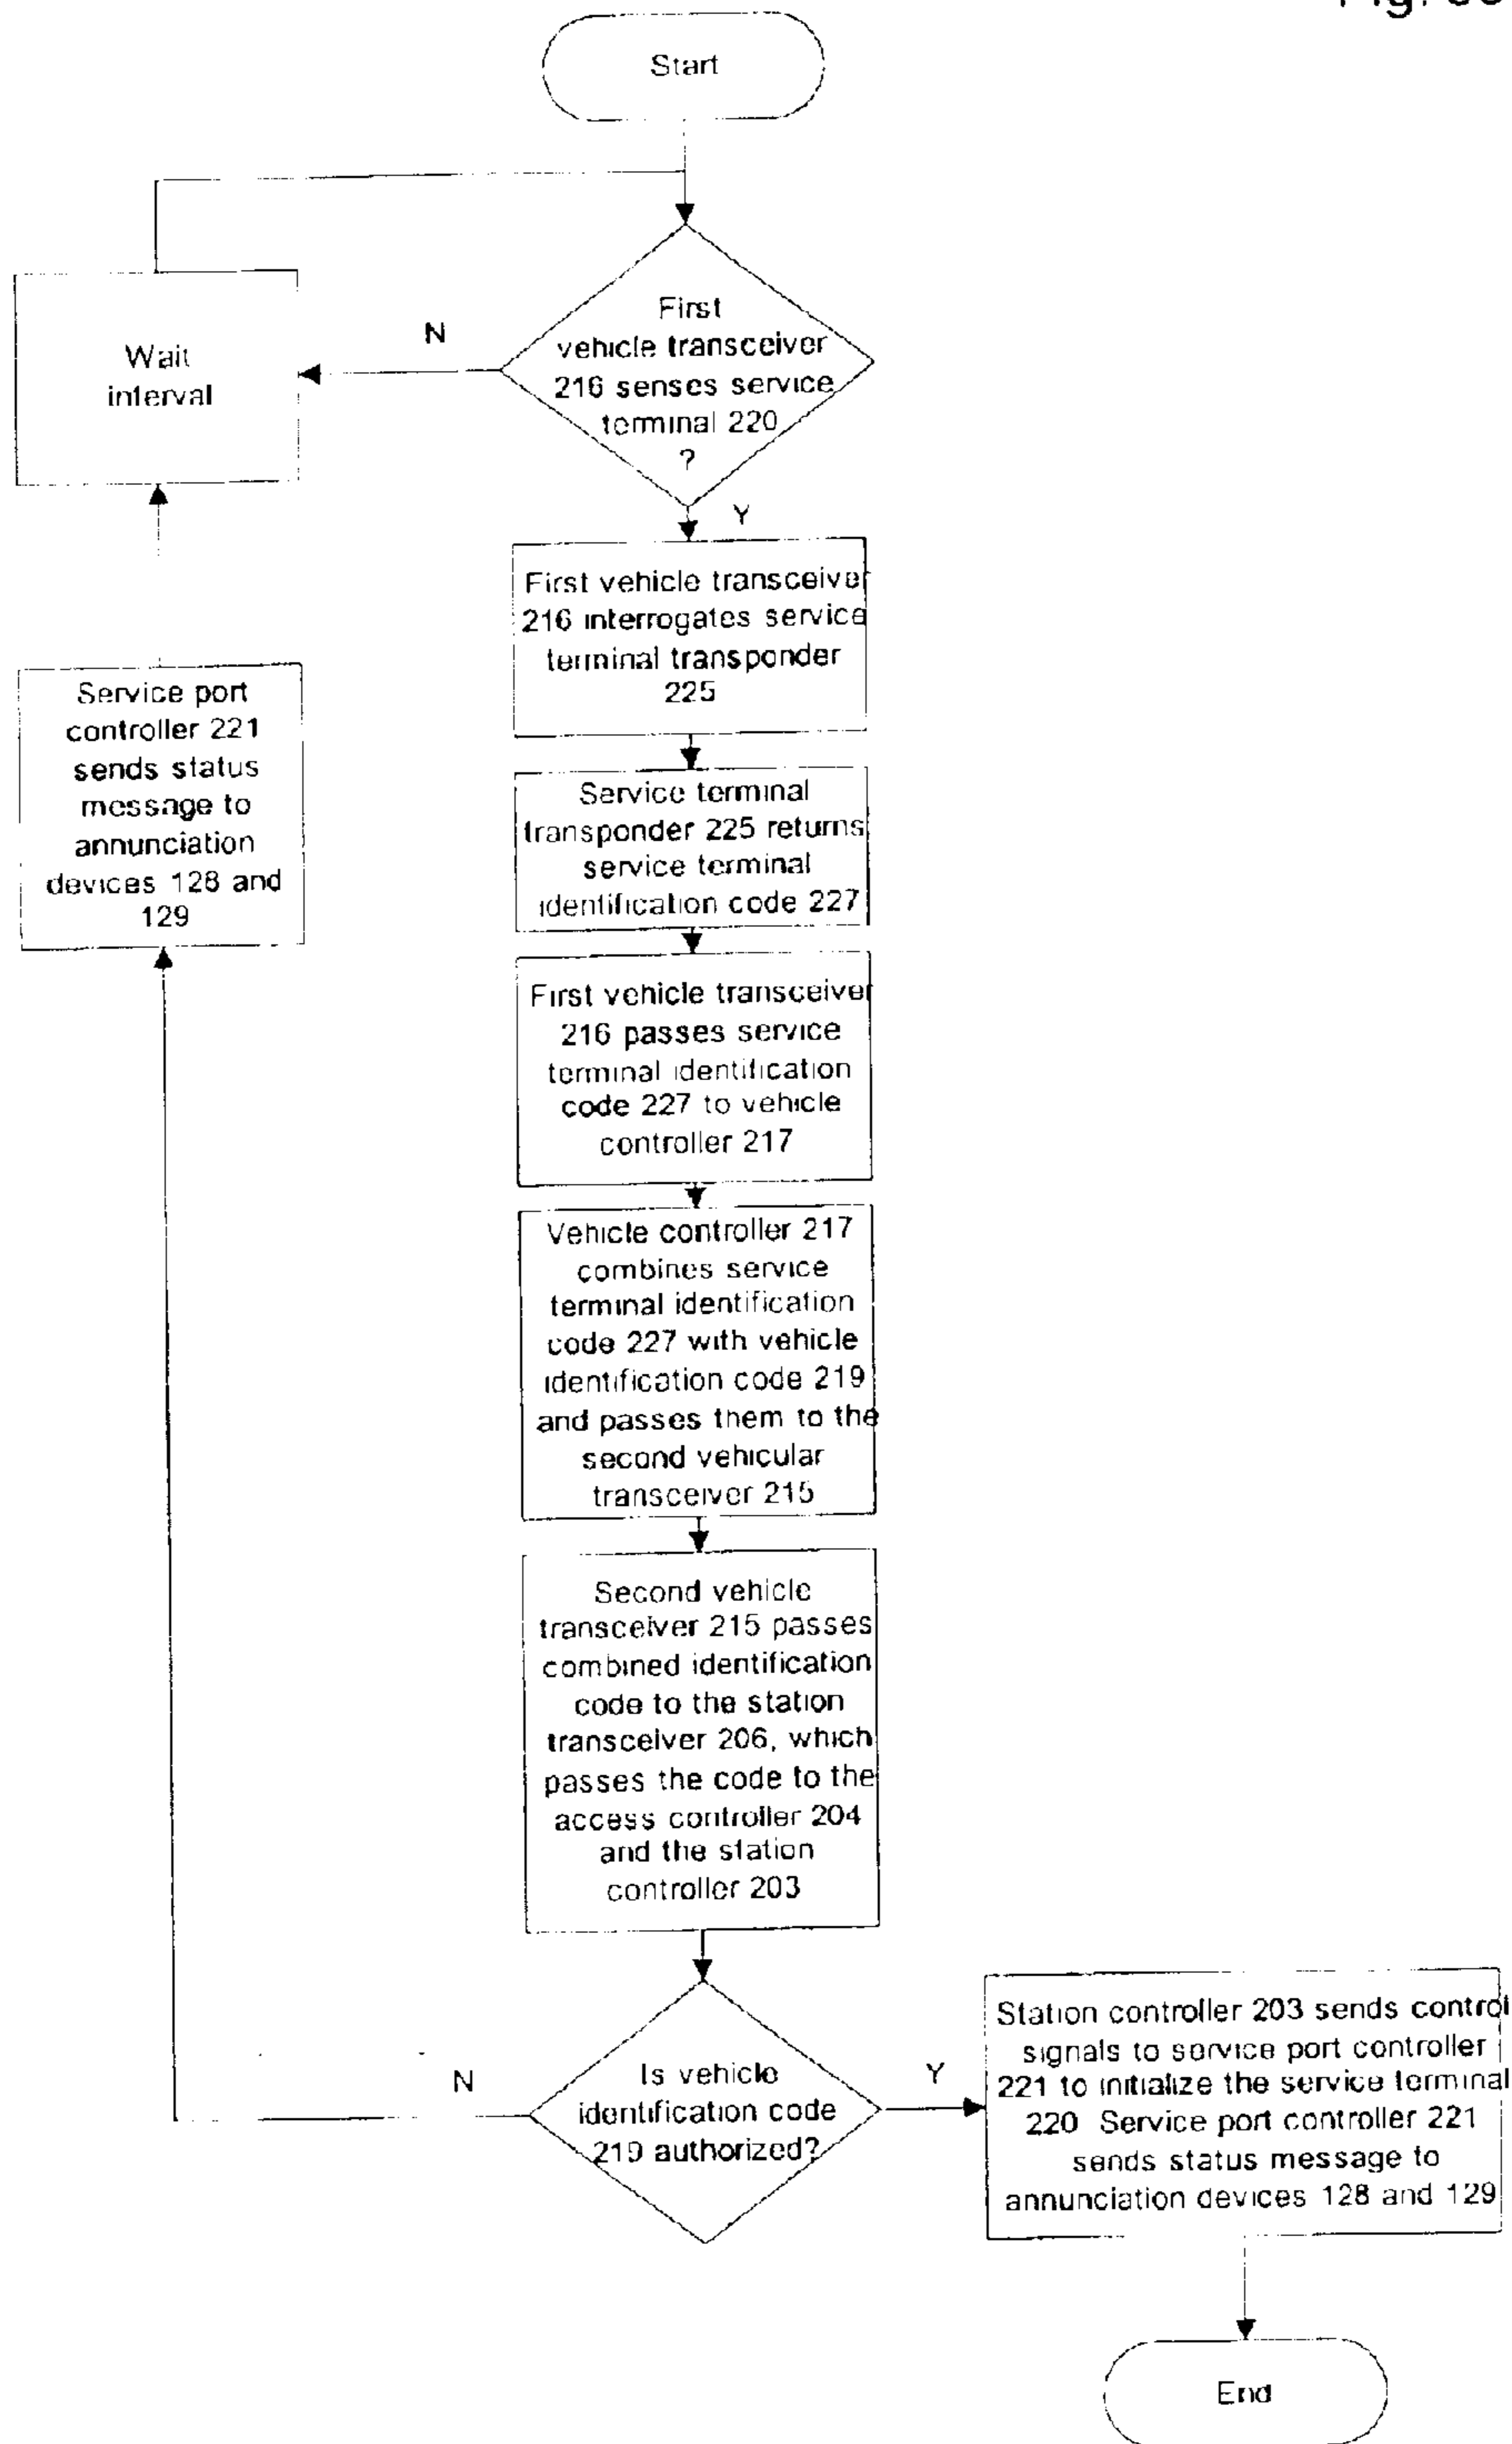 Start
First
vehicle transceiver
216 senses service
terminal 220
?
N
Wait
interval
Y
First vehicle transceiver
216 interrogates service
terminal transponder
225
Service port
controller 221
sends status
message to
annunciation
devices 128 and
129
Service terminal
transponder 225 returns
service terminal
identification code 227
First vehicle transceiver
216 passes service
terminal identification
code 227 to vehicle
controller 217
Vehicle controller 217
combines service
terminal identification
code 227 with vehicle
identification code 219
and passes them to the
second vehicular
transceiver 215
Second vehicle
transceiver 215 passes
combined identification
code to the station
transceiver 206, which
passes the code to the
access controller 204
and the station
controller 203
N
Is vehicle
identification code
219 authorized?
Y
Station controller 203 sends control
signals to service port controller
221 to initialize the service terminal
220 Service port controller 221
sends status message to
annunciation devices 128 and 129
End